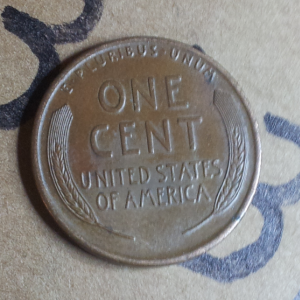 E·PLURIBUS·UNUM
ONE
CENT
UNITED STATES
OF AMERICA